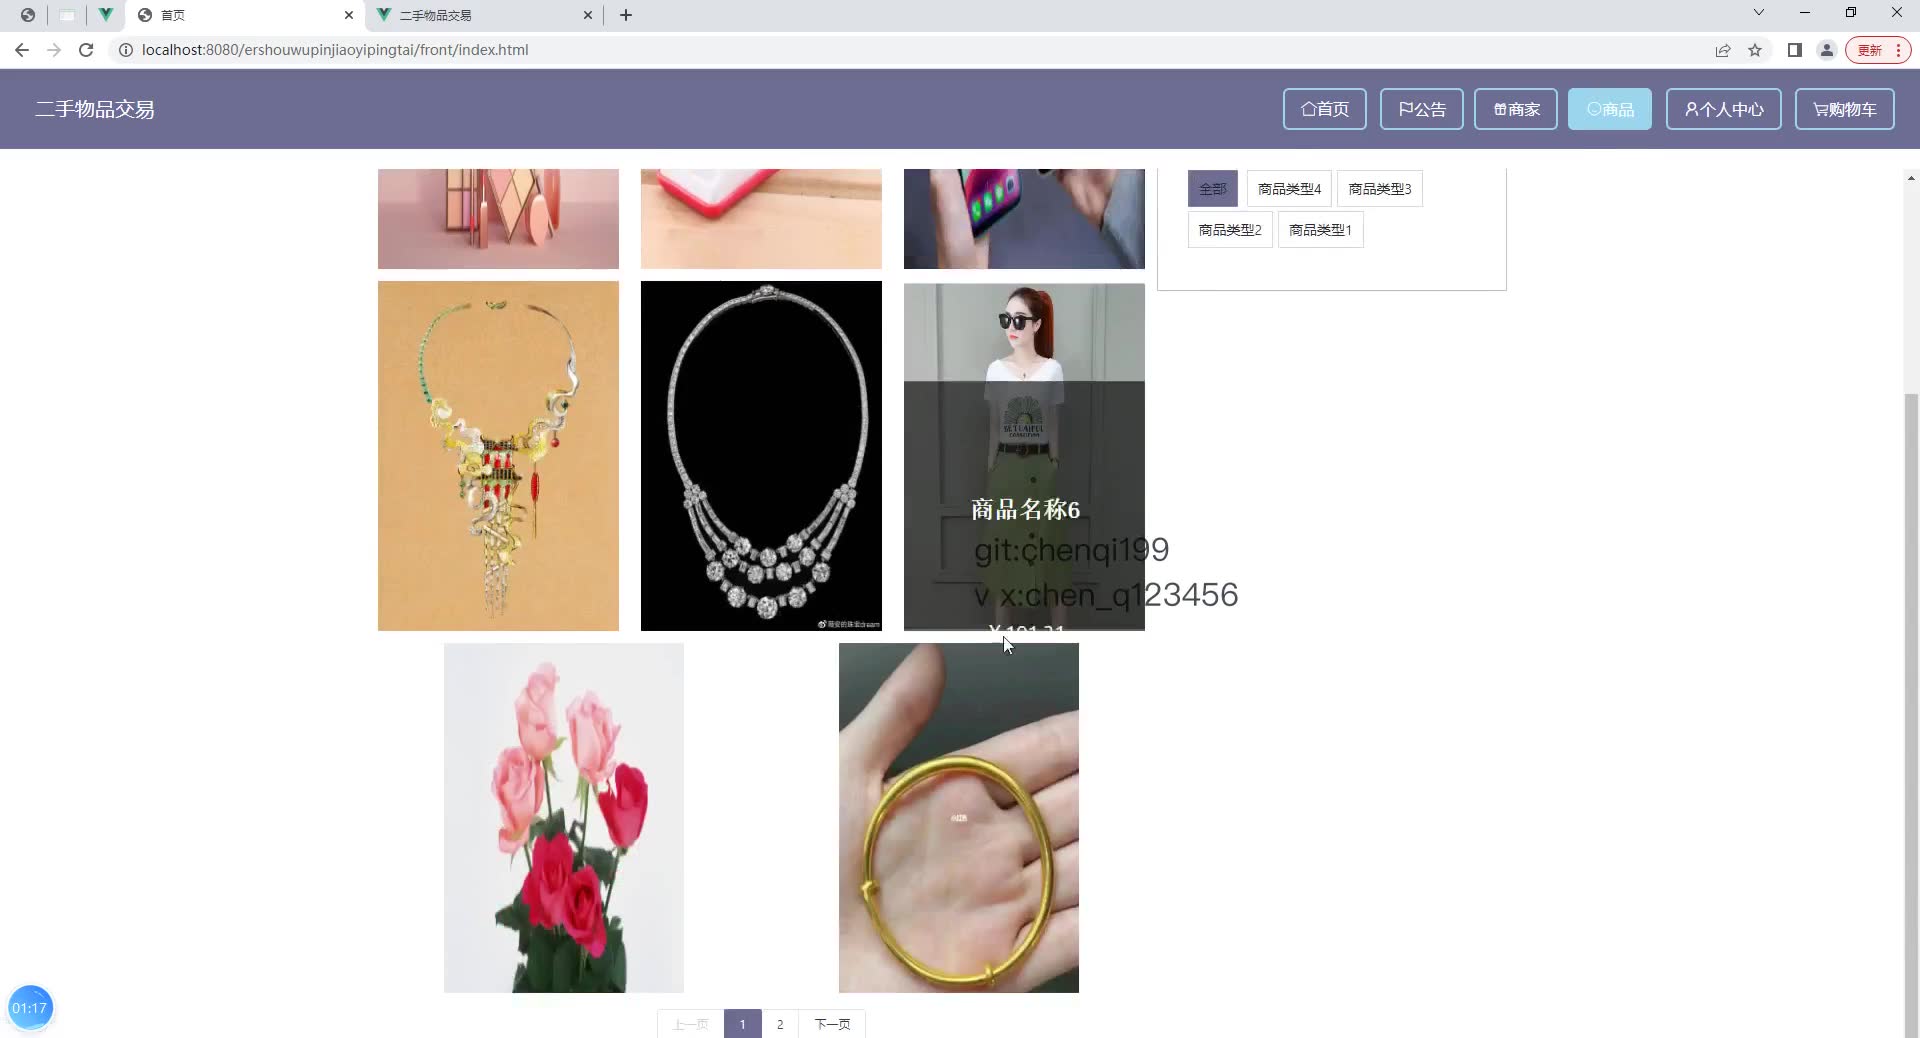 首页
二手物品交易
localhost:8080/ershouwupinjiaoyipingtai/front/index.html
更新
二手物品交易
首页
公告
商家
商品
个人中心
购物车
全部
商品类型4
商品类型3
商品类型2
商品类型1
商品名称6
git:chenqi199
v x:chen_q123456
01:17
上一页
1
2
下一页